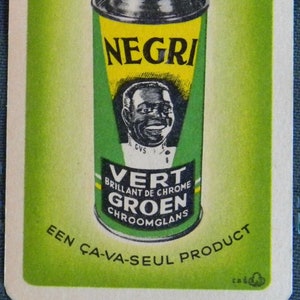 NEGRI
VERT
BRILLANT DE CHROME
GROEN
CHROOMGLANS
EEN ÇA-VA-SEUL PRODUCT